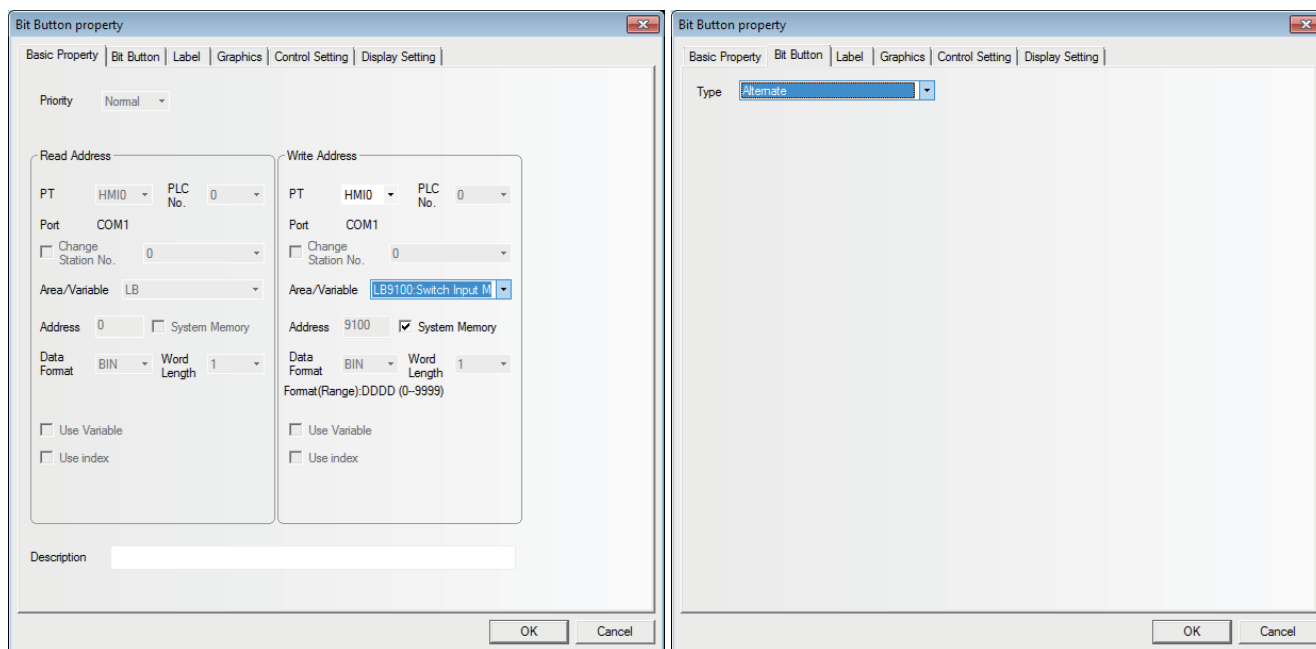 Bit Button property
Basic Property Bit Button Label Graphics Control Setting Display Setting
Priority Normal
Read Address
PT HMI0 PLC No. 0
Port COM1
Change Station No. 0
Area/Variable LB
Address 0 System Memory
Data Format BIN Word Length 1
Use Variable
Use index
Write Address
PT HMI0 PLC No. 0
Port COM1
Change Station No. 0
Area/Variable LB9100:Switch Input M
Address 9100 System Memory
Data Format BIN Word Length 1
Format(Range):DDDD (0--9999)
Use Variable
Use index
Description
OK Cancel
Bit Button property
Basic Property Bit Button Label Graphics Control Setting Display Setting
Type Alternate
OK Cancel